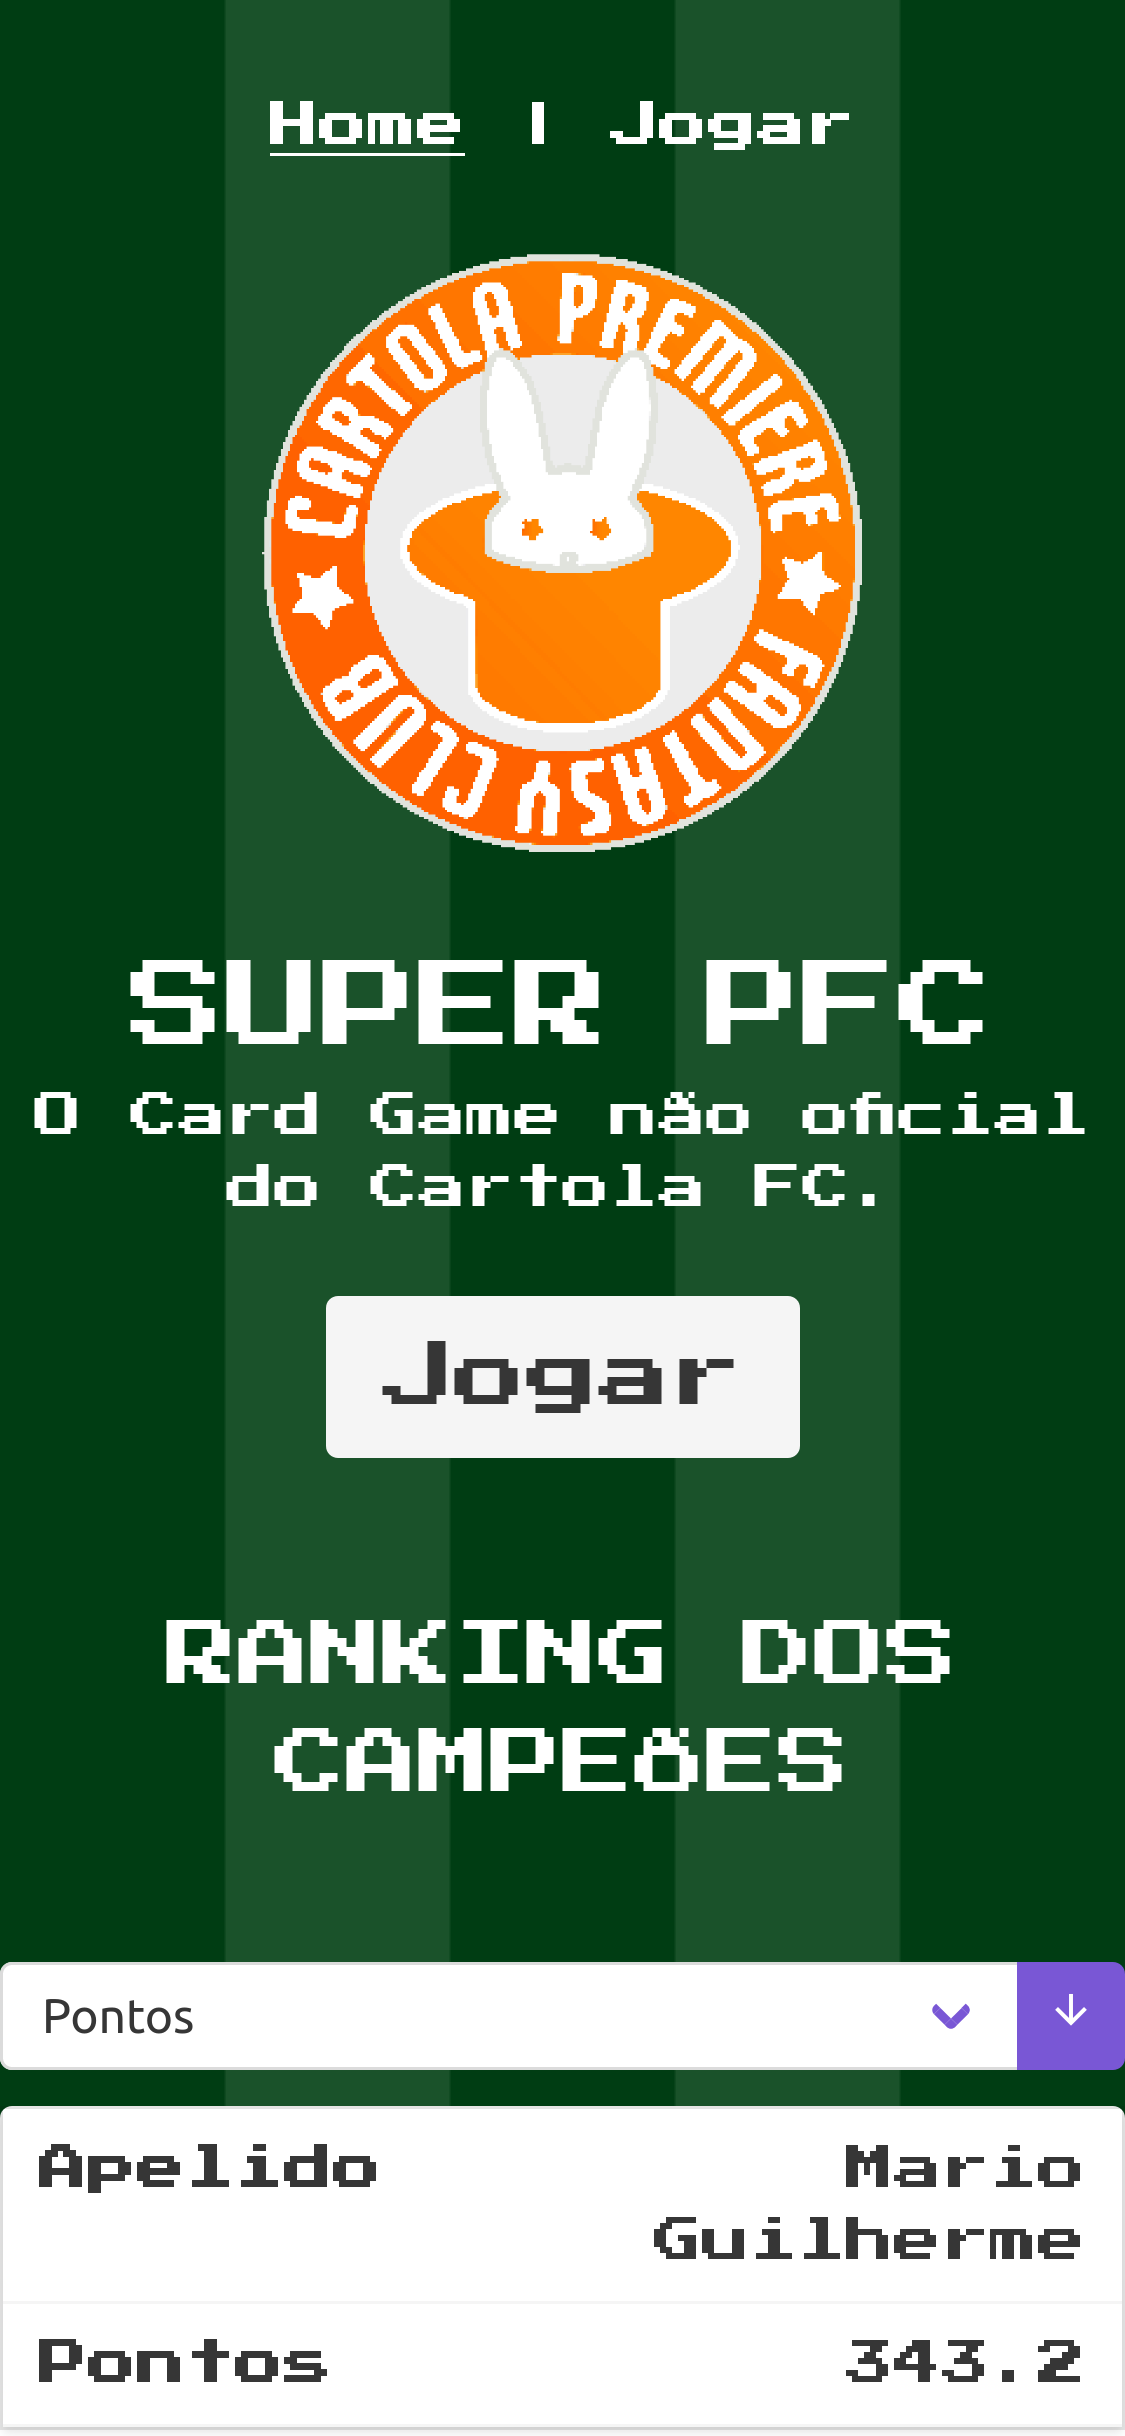 Home | Jogar
CARTOLA PREMIERE
FANTASY CLUB
SUPER PFC
O Card Game não oficial
do Cartola FC.
Jogar
RANKING DOS
CAMPEÕES
Pontos
Apelido Mario
Guilherme
Pontos 343.2